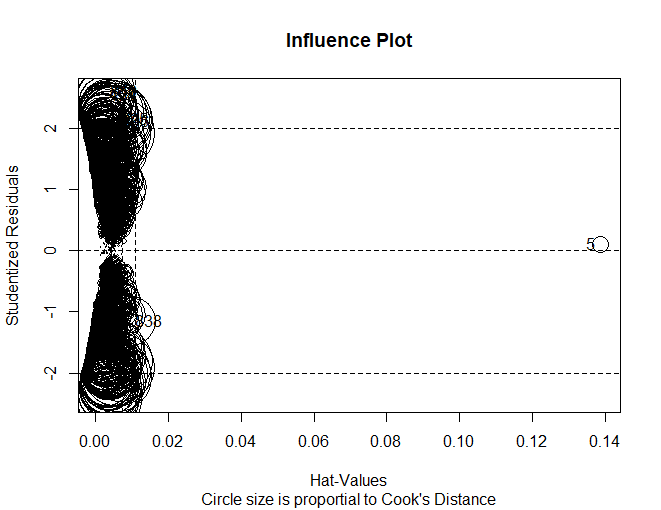 Influence Plot
Studentized Residuals
2
1
0
-1
-2
5
38
0.00 0.02 0.04 0.06 0.08 0.10 0.12 0.14
Hat-Values
Circle size is proportial to Cook's Distance